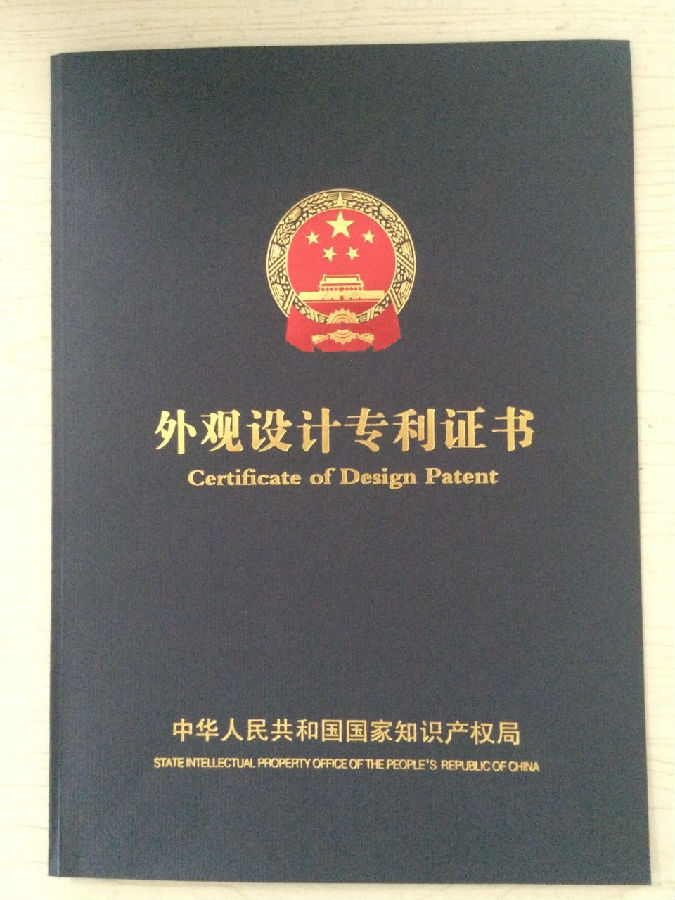 外观设计专利证书
Certificate of Design Patent
中华人民共和国国家知识产权局
STATE INTELLECTUAL PROPERTY OFFICE OF THE PEOPLE'S REPUBLIC OF CHINA